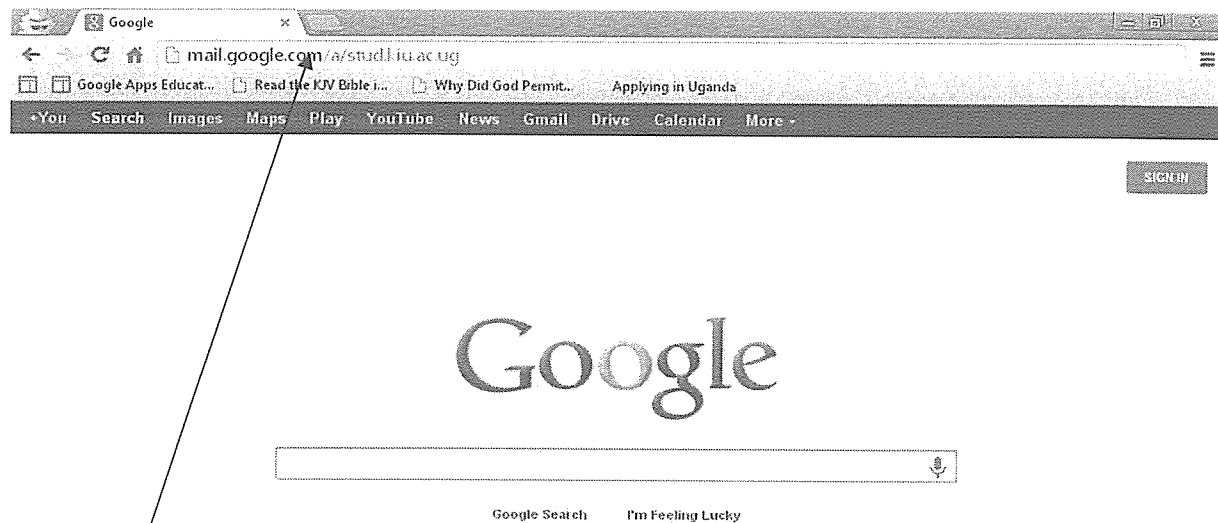 Google
mail.google.com/a/stud.kiu.ac.ug
Google Apps Educat... Read the KJV Bible i... Why Did God Permit... Applying in Uganda
+You Search Images Maps Play YouTube News Gmail Drive Calendar More
SIGN IN
Google
Google Search I'm Feeling Lucky